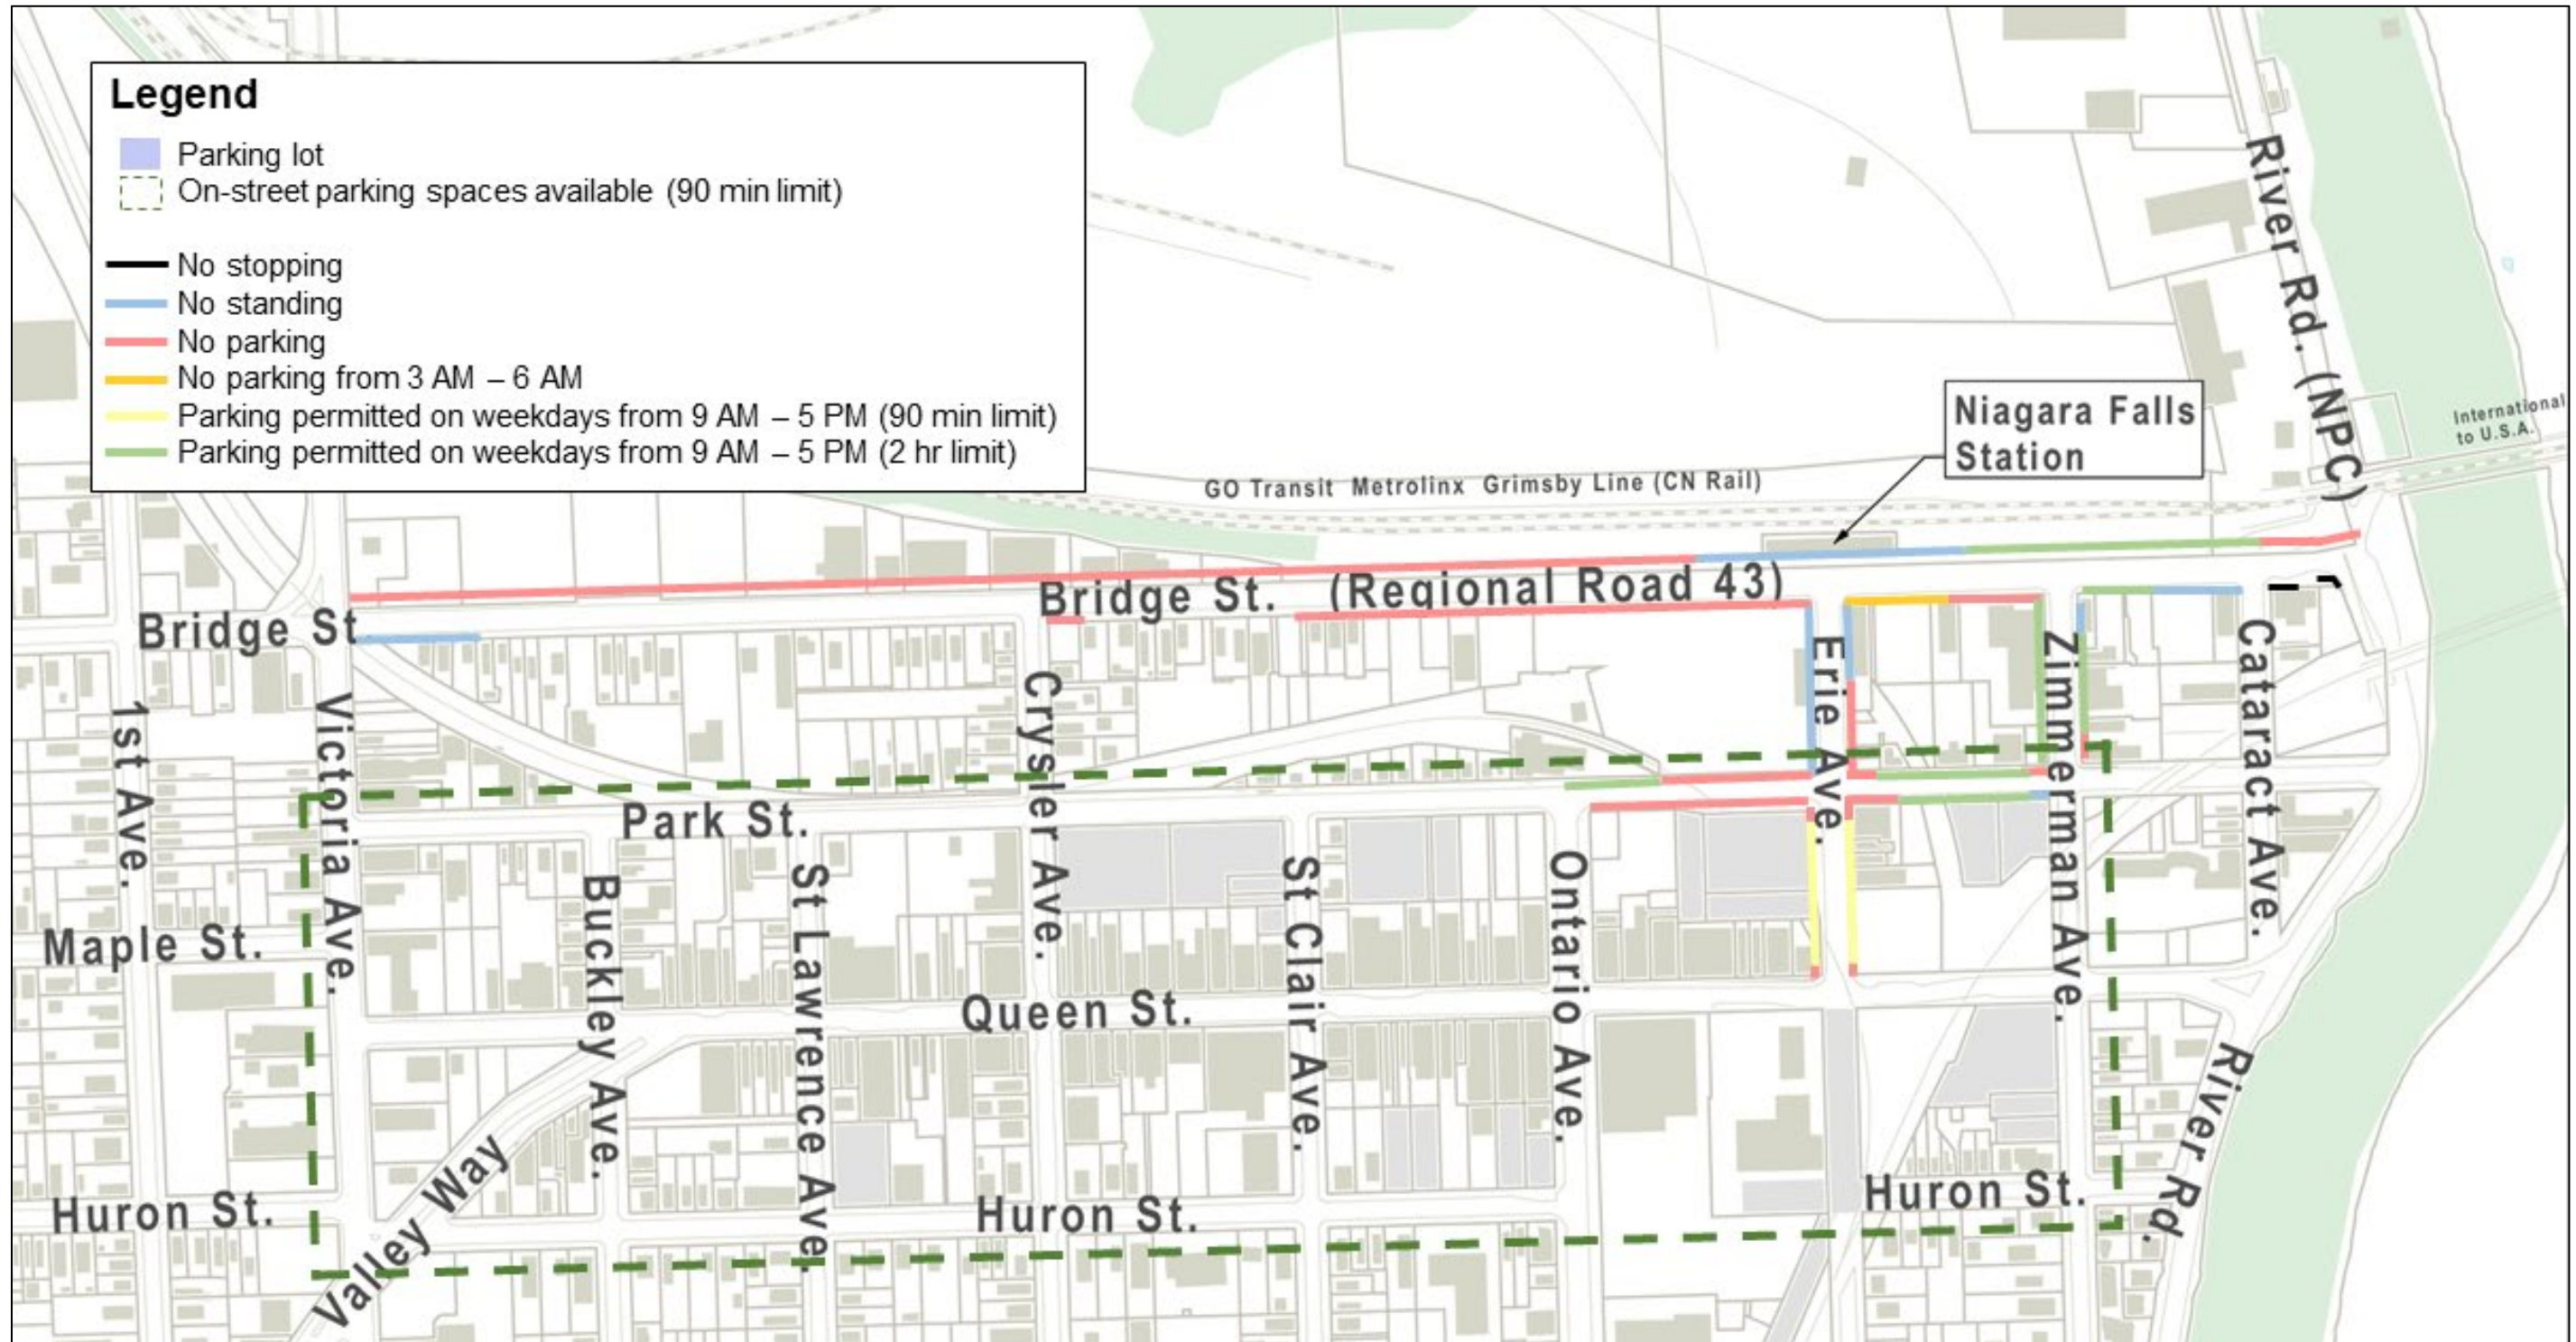 Legend
Parking lot
On-street parking spaces available (90 min limit)
No stopping
No standing
No parking
No parking from 3 AM – 6 AM
Parking permitted on weekdays from 9 AM – 5 PM (90 min limit)
Parking permitted on weekdays from 9 AM – 5 PM (2 hr limit)
River Rd. (NPC)
Niagara Falls
Station
International
to U.S.A.
GO Transit Metrolinx Grimsby Line (CN Rail)
Bridge St. (Regional Road 43)
Bridge St
1st Ave.
Victoria Ave.
Crysler Ave.
Erie Ave.
Zimmerman Ave.
Cataract Ave.
Park St.
Buckley Ave.
St Lawrence Ave.
St Clair Ave.
Ontario Ave.
Maple St.
Queen St.
River Rd.
Valley Way
Huron St.
Huron St.
Huron St.